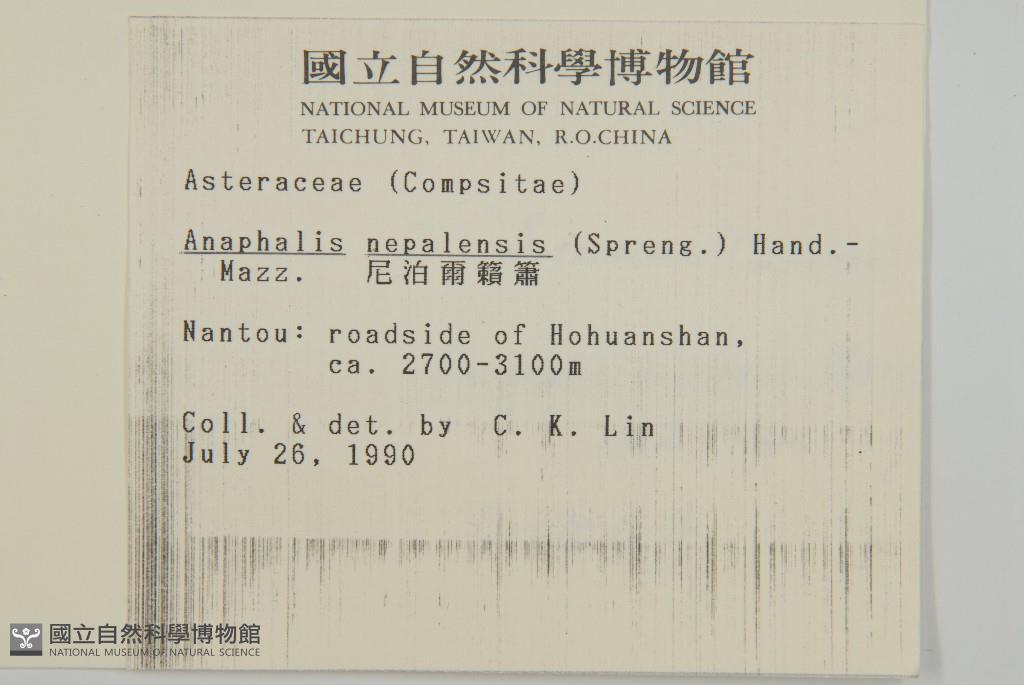 國立自然科學博物館
NATIONAL MUSEUM OF NATURAL SCIENCE
TAICHUNG, TAIWAN, R.O.CHINA
Asteraceae (Compsitae)
Anaphalis nepalensis (Spreng.) Hand.-
Mazz. 尼泊爾籟簫
Nantou: roadside of Hohuanshan,
ca. 2700-3100m
Coll. & det. by C. K. Lin
July 26, 1990
國立自然科學博物館
NATIONAL MUSEUM OF NATURAL SCIENCE